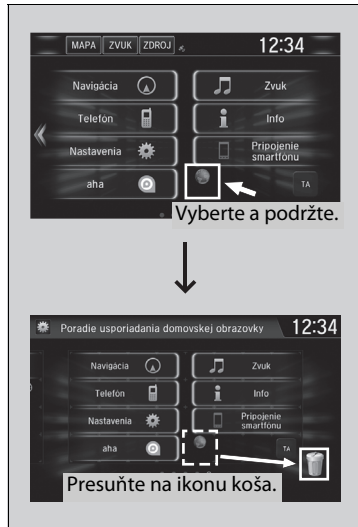 MAPA ZVUK ZDROJ 12:34
Navigácia Zvuk
Telefón Info
Nastavenia Pripojenie
smartfónu
aha TA
Vyberte a podržte.
Poradie usporiadania domovskej obrazovky 12:34
Navigácia Zvuk
Telefón Info
Nastavenia Pripojenie
smartfónu
aha TA
Presuňte na ikonu koša.